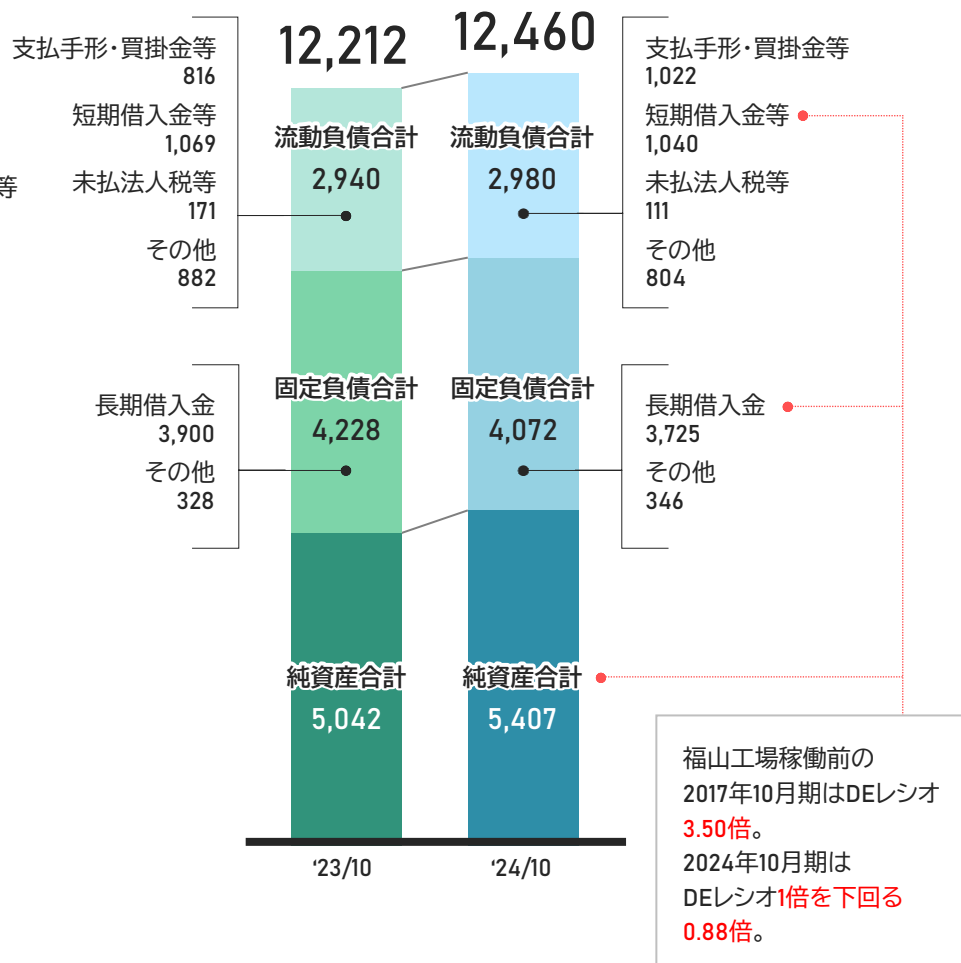 12,212
12,460
支払手形・買掛金等
816
短期借入金等
1,069
未払法人税等
171
その他
882
等
流動負債合計
2,940
流動負債合計
2,980
支払手形・買掛金等
1,022
短期借入金等
1,040
未払法人税等
111
その他
804
長期借入金
3,900
その他
328
固定負債合計
4,228
固定負債合計
4,072
長期借入金
3,725
その他
346
純資産合計
5,042
純資産合計
5,407
‘23/10
‘24/10
福山工場稼働前の
2017年10月期はDEレシオ
3.50倍。
2024年10月期は
DEレシオ1倍を下回る
0.88倍。